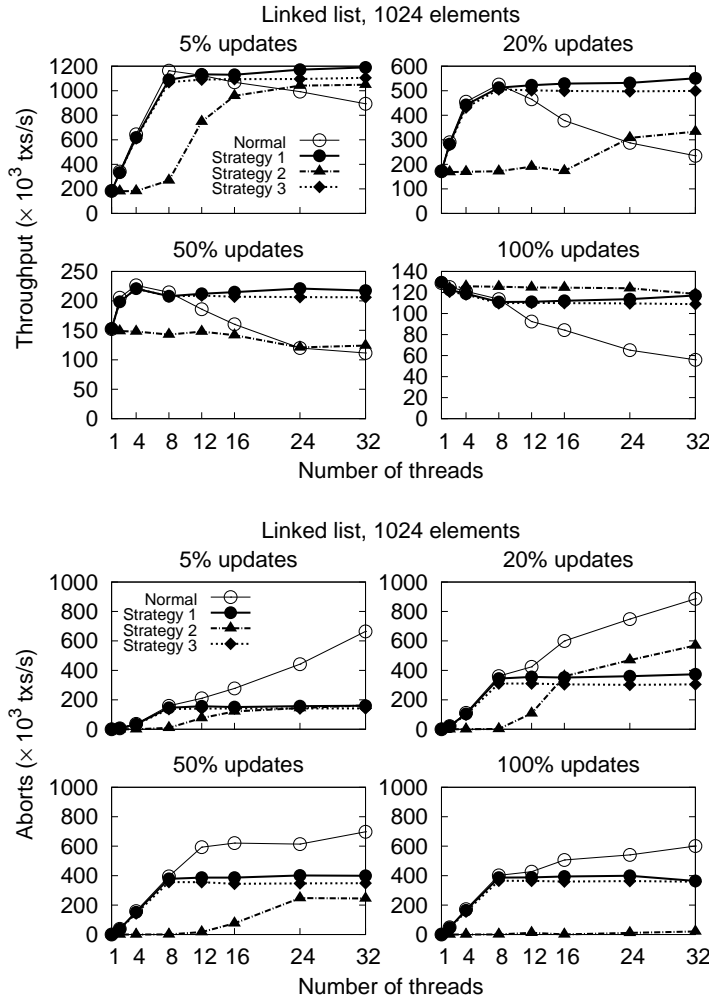 Linked list, 1024 elements
5% updates
20% updates
1200
1000
800
600
400
200
0
Normal
Strategy 1
Strategy 2
Strategy 3
600
500
400
300
200
100
0
Throughput (× 10³ txs/s)
50% updates
100% updates
250
200
150
100
50
0
1 4 8 12 16 24 32
140
120
100
80
60
40
20
0
1 4 8 12 16 24 32
Number of threads
Linked list, 1024 elements
5% updates
20% updates
1000
800
600
400
200
0
Normal
Strategy 1
Strategy 2
Strategy 3
1000
800
600
400
200
0
Aborts (× 10³ txs/s)
50% updates
100% updates
1000
800
600
400
200
0
1 4 8 12 16 24 32
1000
800
600
400
200
0
1 4 8 12 16 24 32
Number of threads